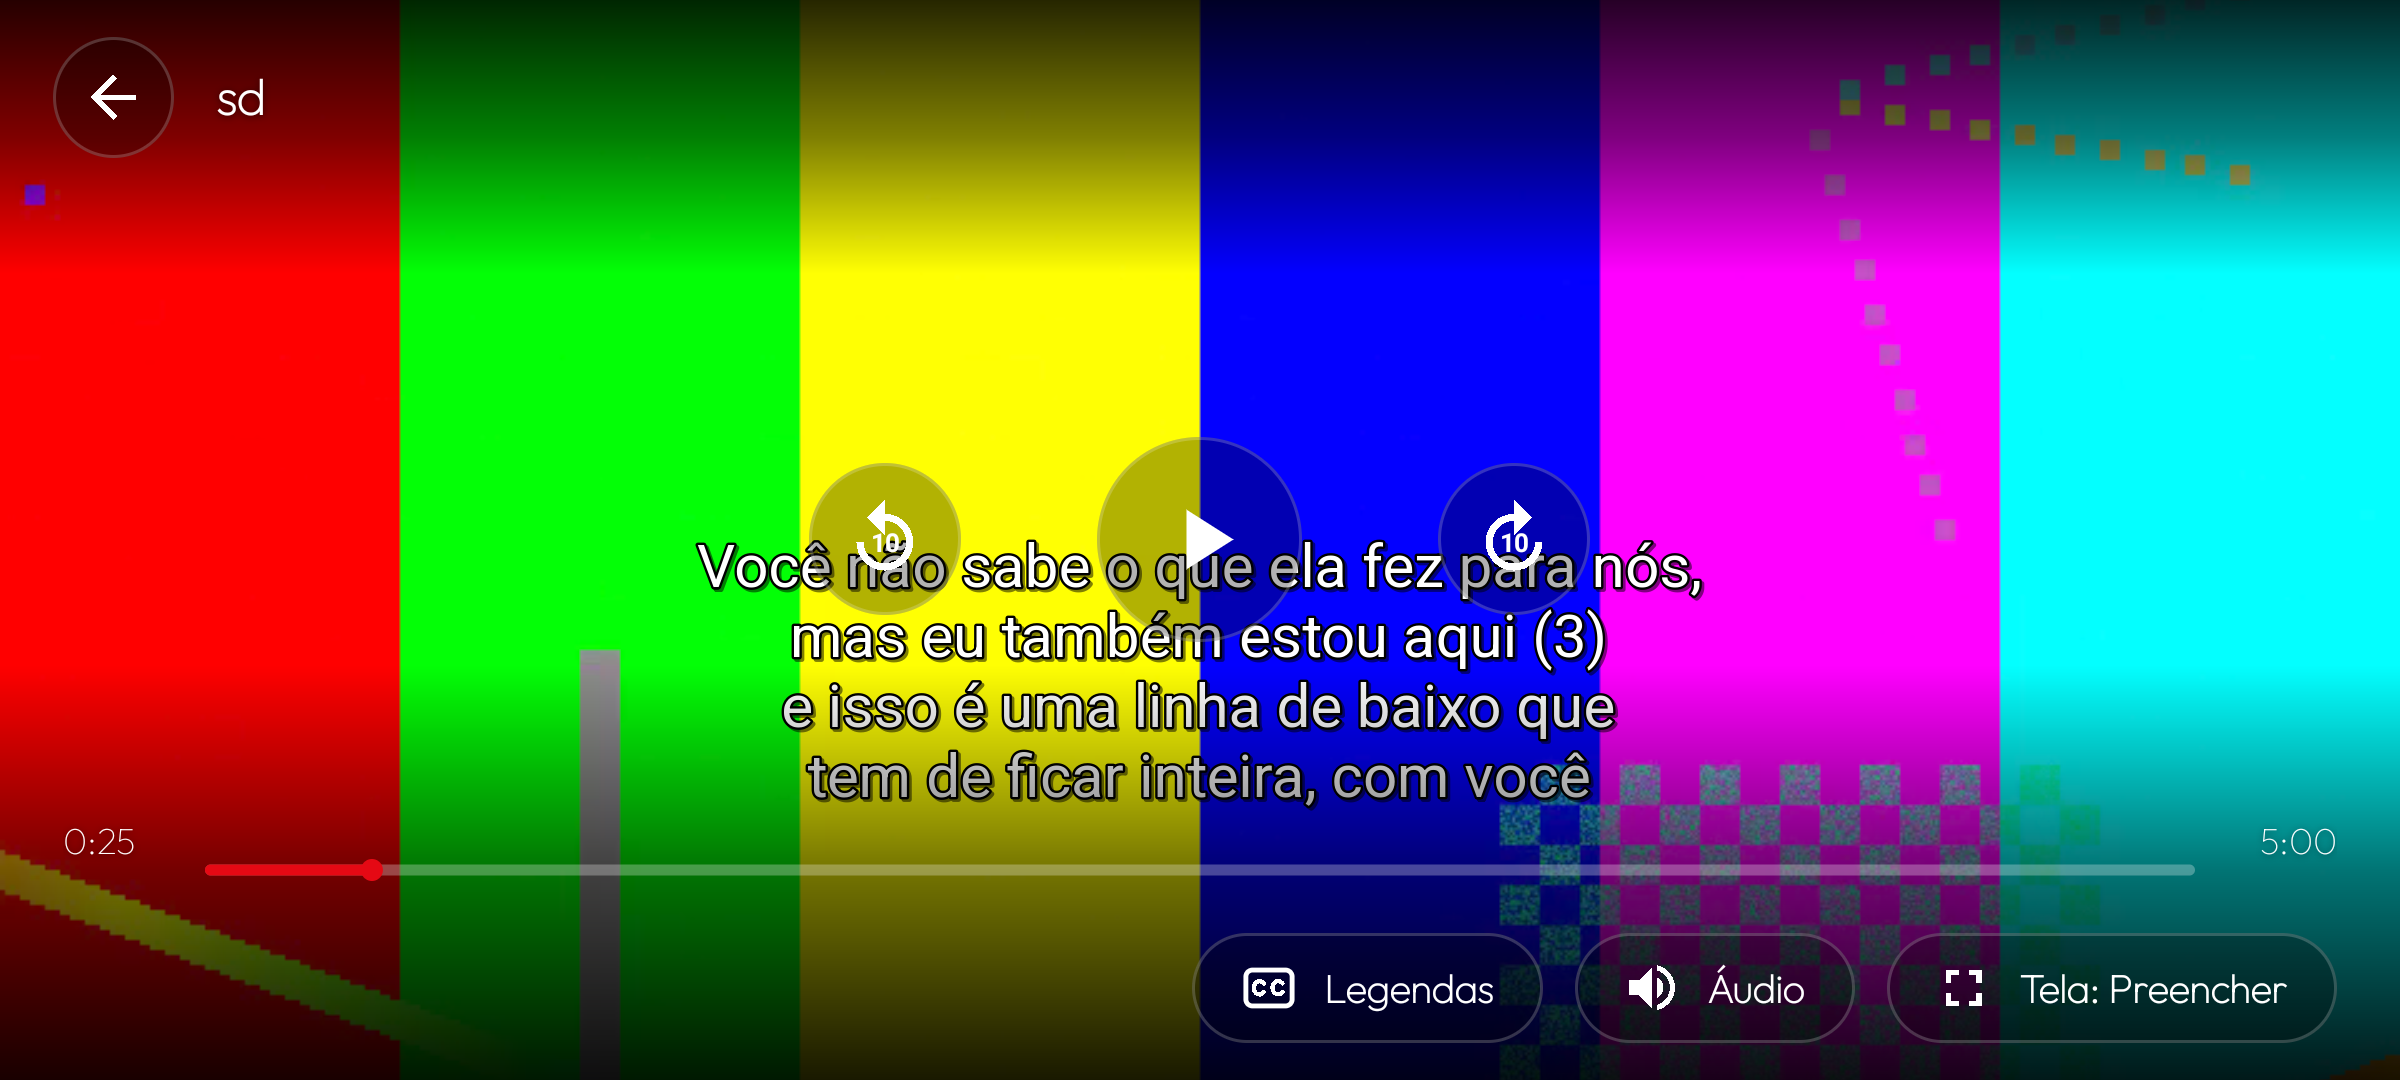 sd
10
10
Você não sabe o que ela fez para nós,
mas eu também estou aqui (3)
e isso é uma linha de baixo que
tem de ficar inteira, com você
0:25
5:00
CC
Legendas
Áudio
Tela: Preencher